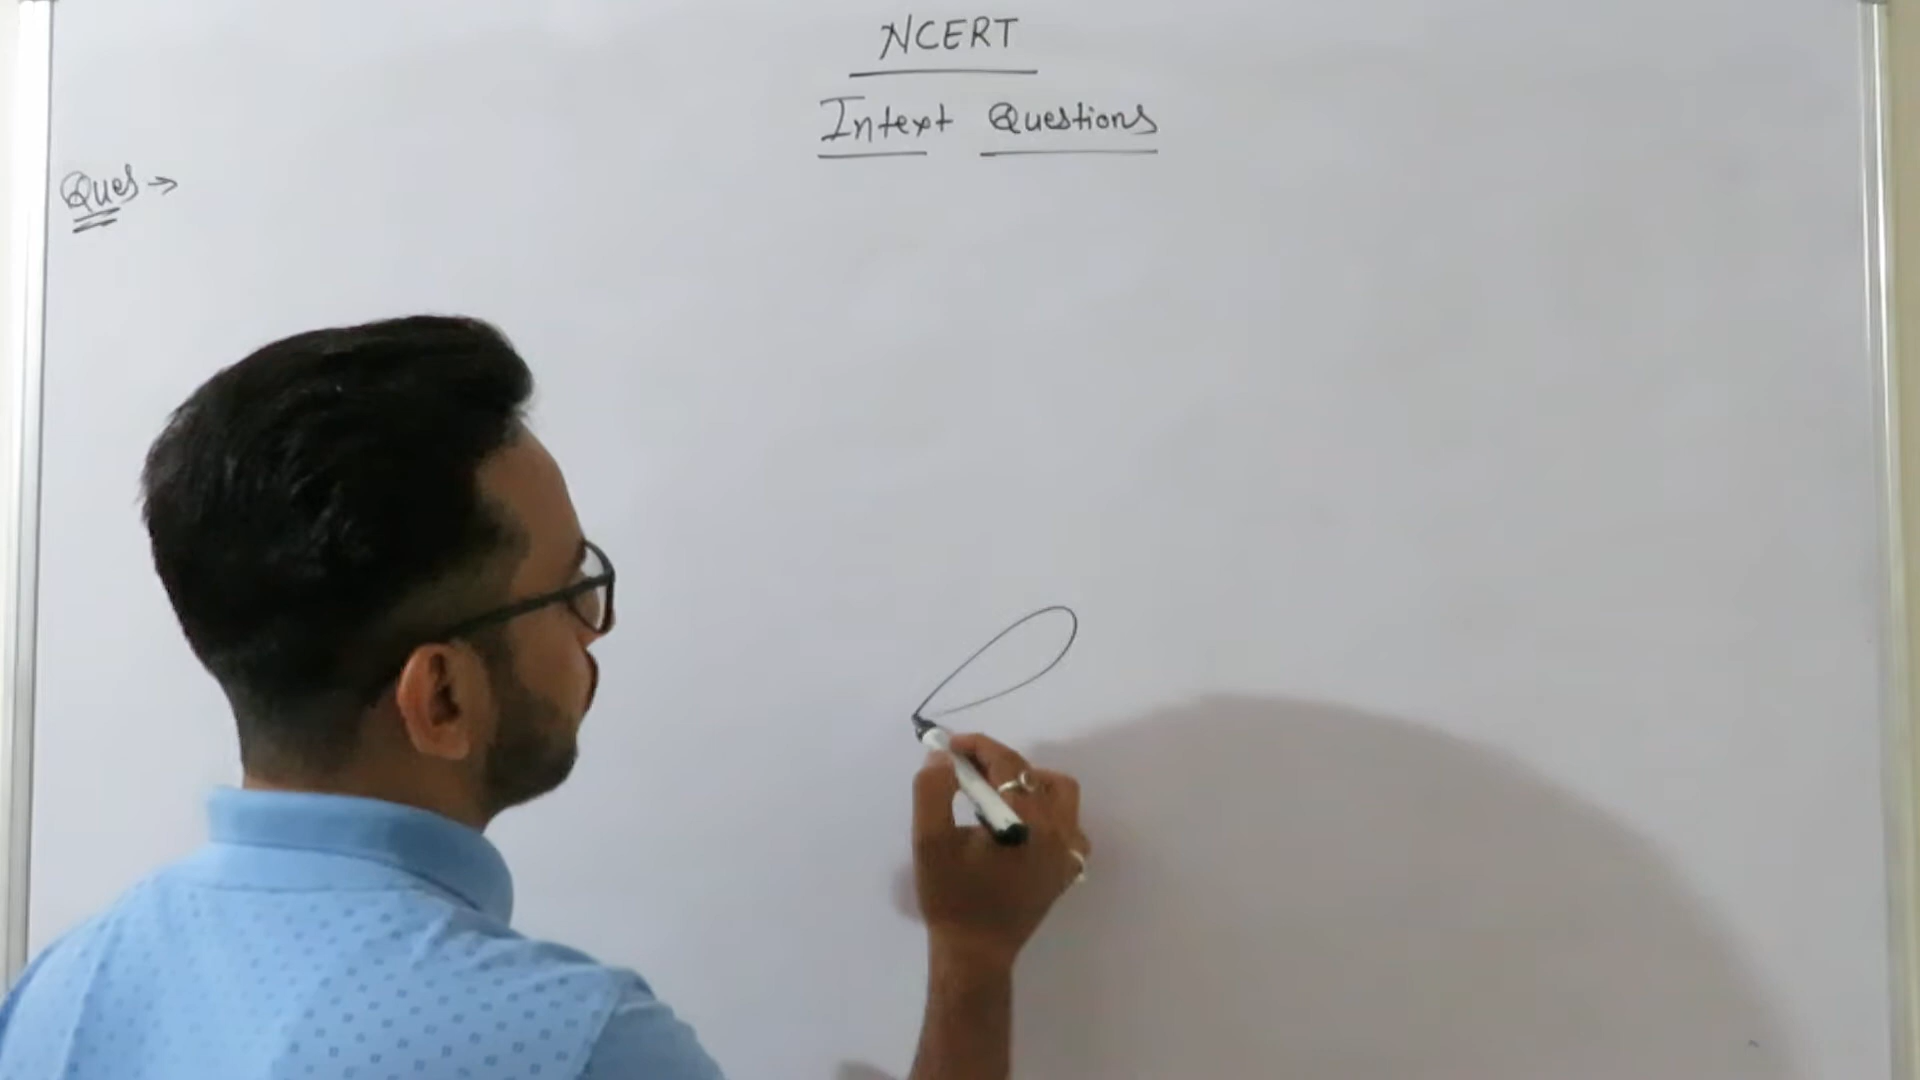 NCERT
Intext Questions
Ques →